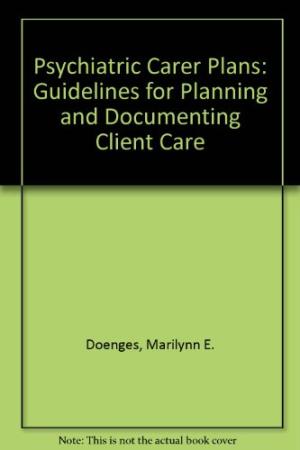 Psychiatric Carer Plans:
Guidelines for Planning
and Documenting
Client Care
Doenges, Marilynn E.
Note: This is not the actual book cover